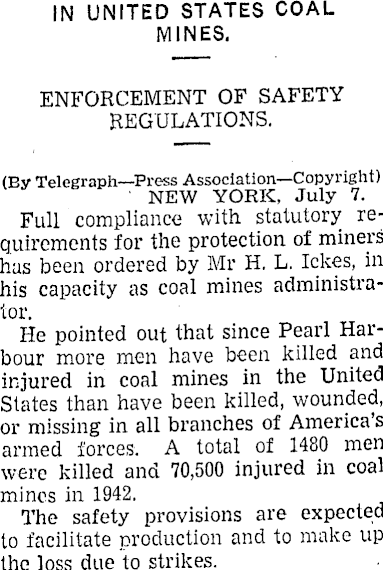 IN UNITED STATES COAL
MINES.
ENFORCEMENT OF SAFETY
REGULATIONS.
(By Telegraph—Press Association—Copyright)
NEW YORK, July 7.
Full compliance with statutory re-
quirements for the protection of miners
has been ordered by Mr H. L. Ickes, in
his capacity as coal mines administra-
tor.
He pointed out that since Pearl Har-
bour more men have been killed and
injured in coal mines in the United
States than have been killed, wounded,
or missing in all branches of America's
armed forces. A total of 1480 men
were killed and 70,500 injured in coal
mines in 1942.
The safety provisions are expected
to facilitate production and to make up
the loss due to strikes.